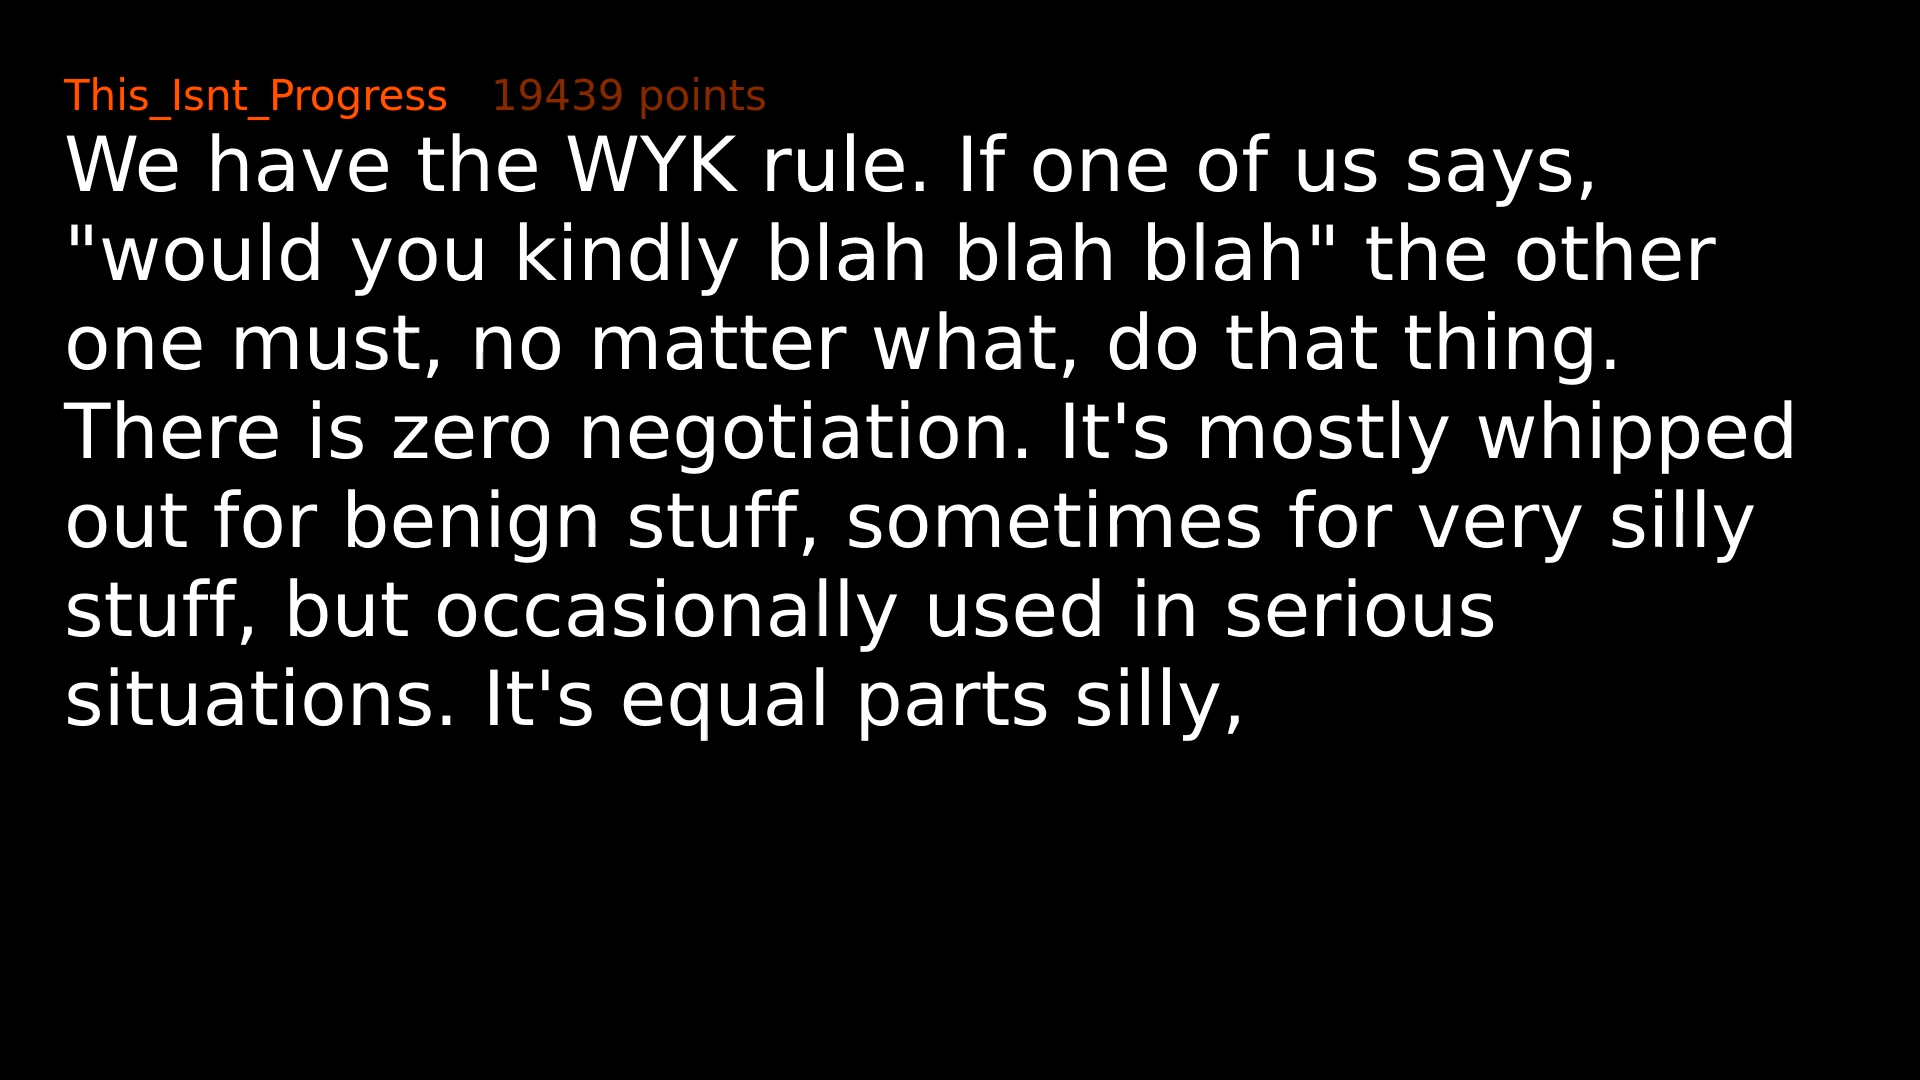 This_Isnt_Progress 19439 points
We have the WYK rule. If one of us says,
"would you kindly blah blah blah" the other
one must, no matter what, do that thing.
There is zero negotiation. It's mostly whipped
out for benign stuff, sometimes for very silly
stuff, but occasionally used in serious
situations. It's equal parts silly,